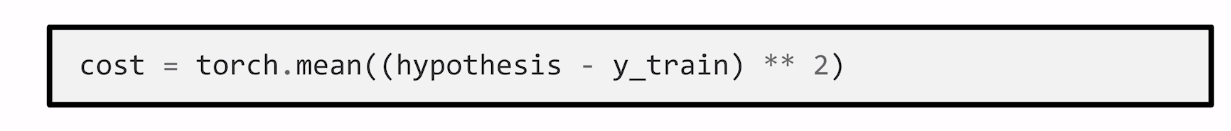 cost = torch.mean((hypothesis - y_train) ** 2)